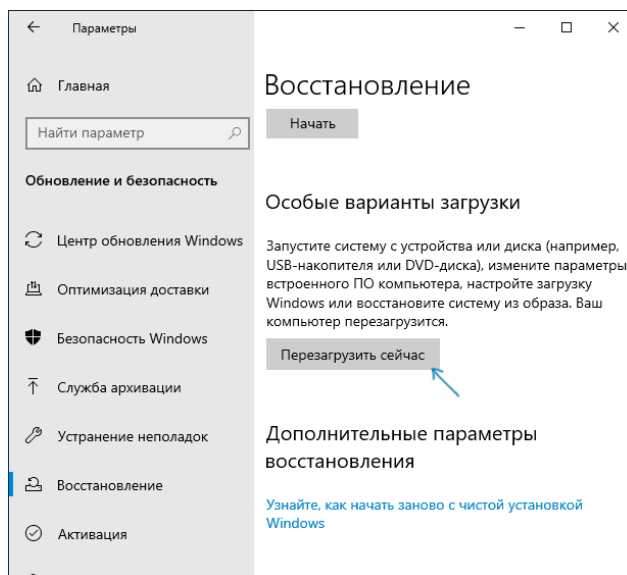 Параметры
Главная
Найти параметр
Обновление и безопасность
Центр обновления Windows
Оптимизация доставки
Безопасность Windows
Служба архивации
Устранение неполадок
Восстановление
Активация
Восстановление
Начать
Особые варианты загрузки
Запустите систему с устройства или диска (например,
USB-накопителя или DVD-диска), измените параметры
встроенного ПО компьютера, настройте загрузку
Windows или восстановите систему из образа. Ваш
компьютер перезагрузится.
Перезагрузить сейчас
Дополнительные параметры
восстановления
Узнайте, как начать заново с чистой установкой
Windows